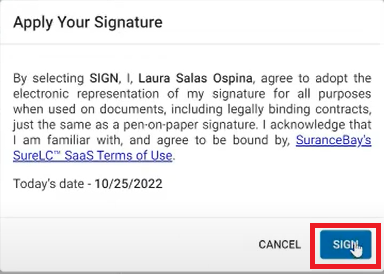 Apply Your Signature
By selecting SIGN, I, Laura Salas Ospina, agree to adopt the
electronic representation of my signature for all purposes
when used on documents, including legally binding contracts,
just the same as a pen-on-paper signature. I acknowledge that
I am familiar with, and agree to be bound by, SuranceBay's
SureLC™ SaaS Terms of Use.
Today's date - 10/25/2022
CANCEL SIGN